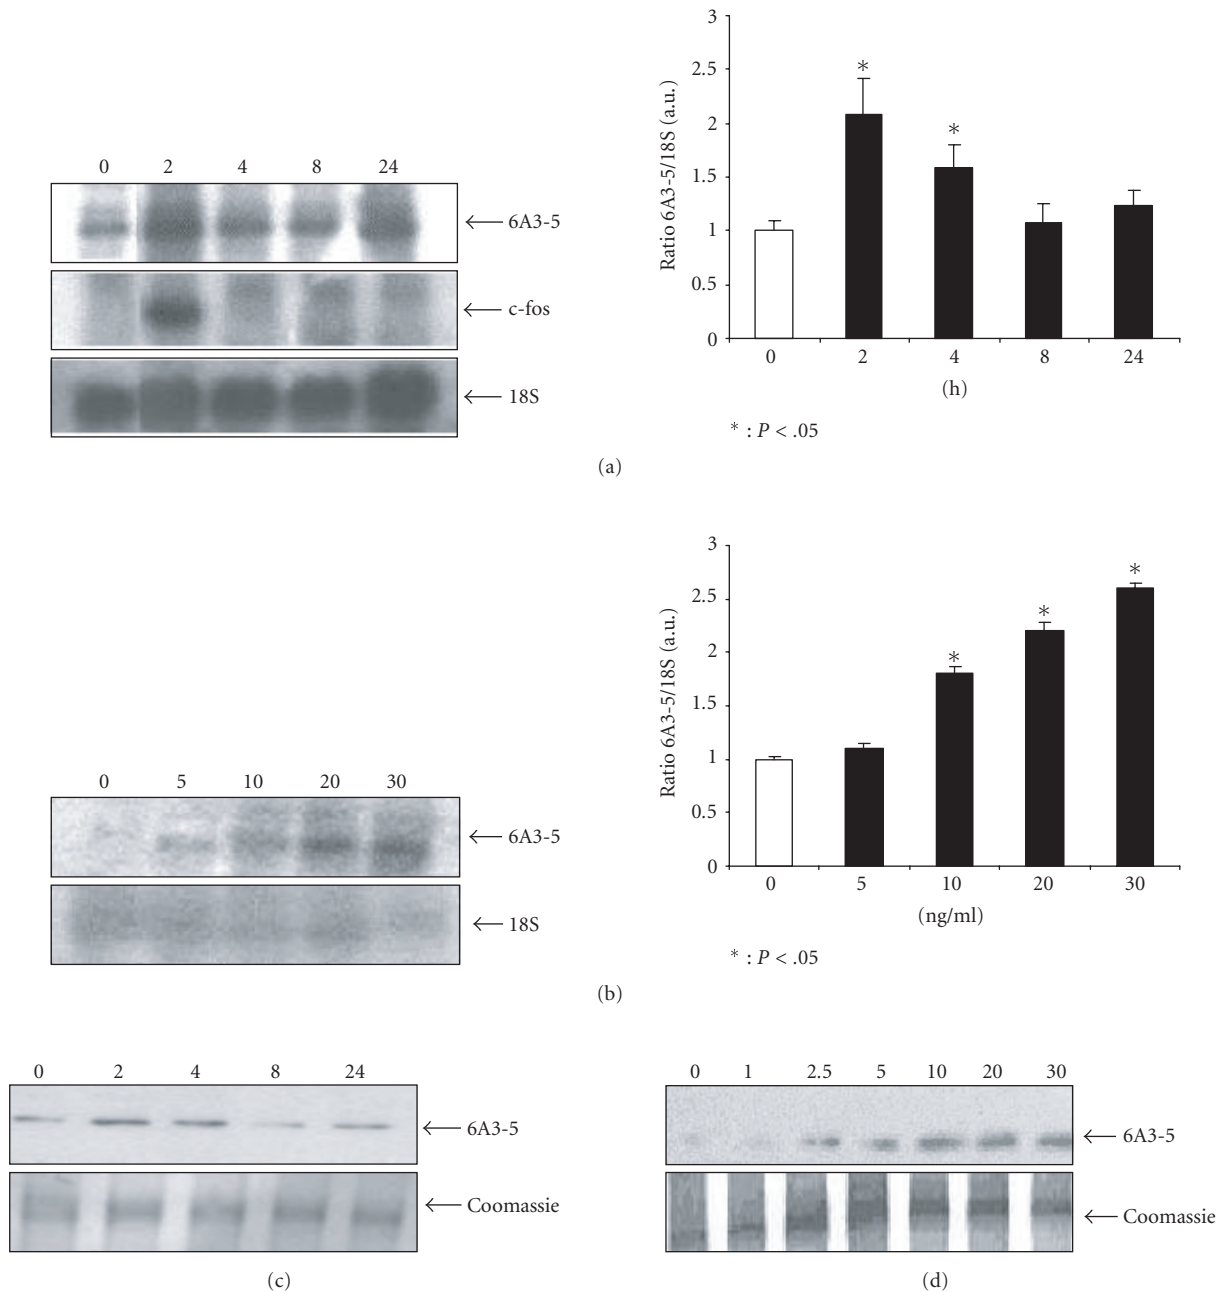 0 2 4 8 24
6A3-5
c-fos
18S
Ratio 6A3-5/18S (a.u.)
3
2.5
2
1.5
1
0.5
0
* *
0 2 4 8 24
(h)
* : P < .05
(a)
0 5 10 20 30
6A3-5
18S
Ratio 6A3-5/18S (a.u.)
3
2.5
2
1.5
1
0.5
0
* * *
0 5 10 20 30
(ng/ml)
* : P < .05
(b)
0 2 4 8 24
6A3-5
Coomassie
(c)
0 1 2.5 5 10 20 30
6A3-5
Coomassie
(d)